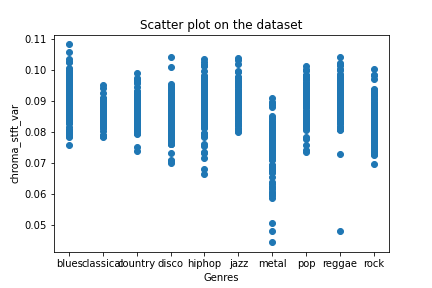 Scatter plot on the dataset
0.11
0.10
0.09
0.08
0.07
0.06
0.05
chroma_stft_var
blues classical country disco hiphop jazz metal pop reggae rock
Genres